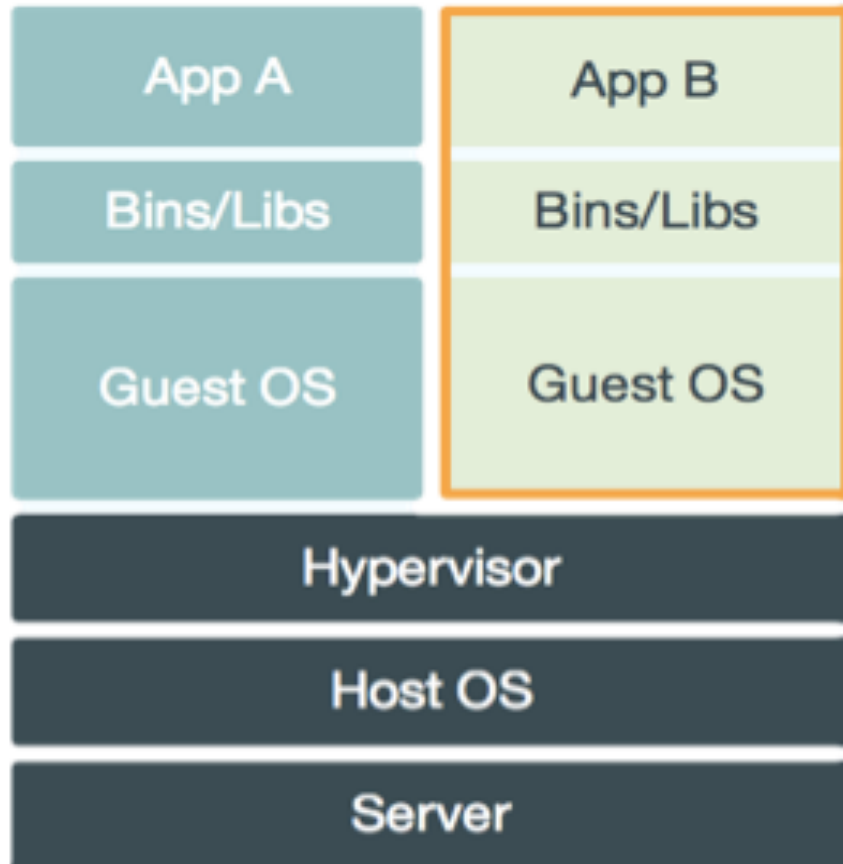 App A
App B
Bins/Libs
Bins/Libs
Guest OS
Guest OS
Hypervisor
Host OS
Server